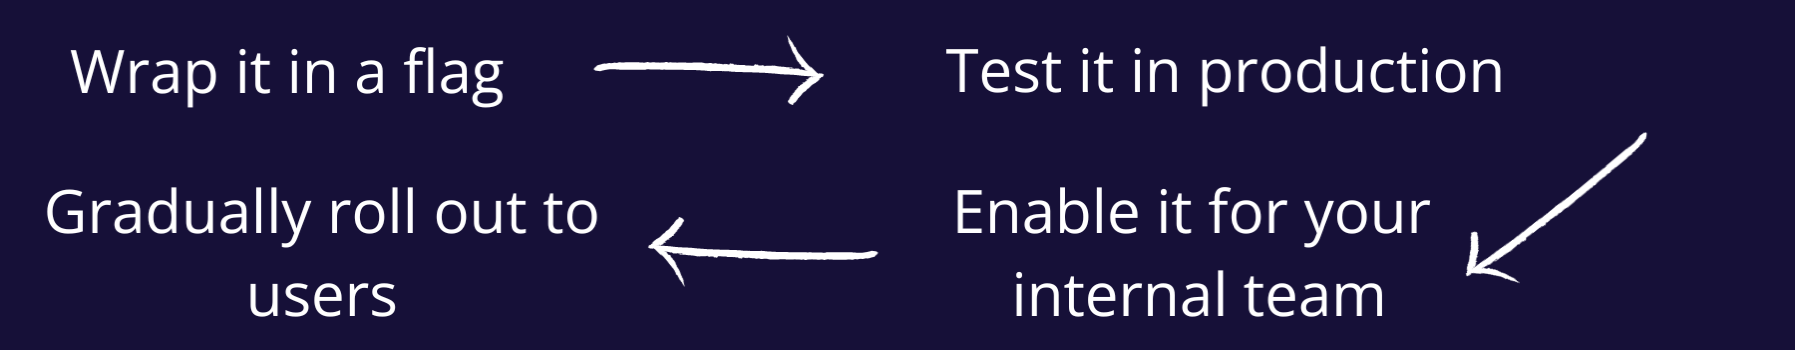 Wrap it in a flag
Test it in production
Enable it for your
internal team
Gradually roll out to
users